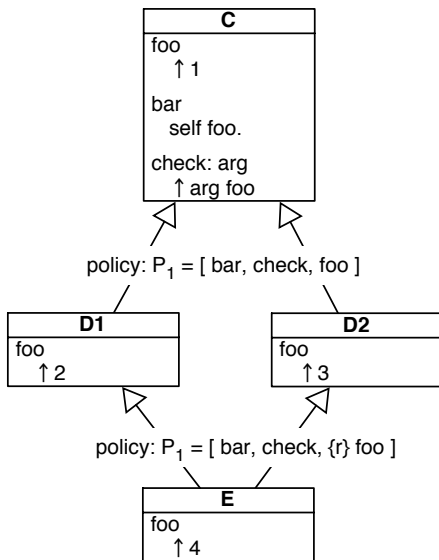 C
foo
↑ 1
bar
self foo.
check: arg
↑ arg foo
policy: P₁ = [ bar, check, foo ]
D1
foo
↑ 2
D2
foo
↑ 3
policy: P₁ = [ bar, check, {r} foo ]
E
foo
↑ 4